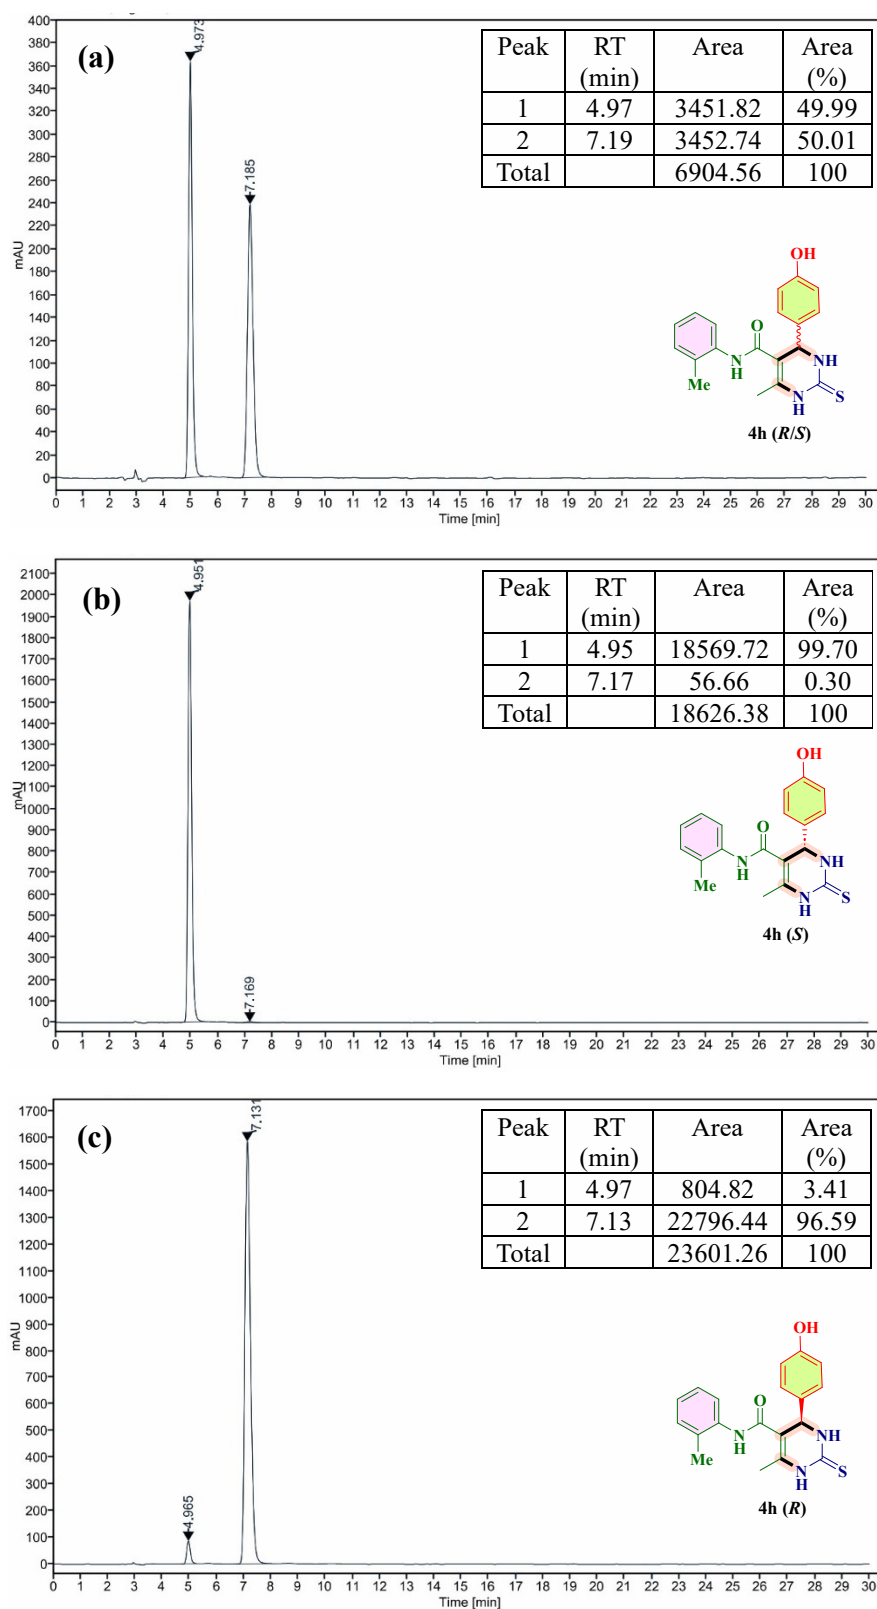 400
380
360
340
320
300
280
260
240
220
200
180
160
140
120
100
80
60
40
20
0
mAU
(a)
4.973
7.185
Peak RT (min) Area Area (%)
1 4.97 3451.82 49.99
2 7.19 3452.74 50.01
Total 6904.56 100
OH
O
N
H
Me
NH
N
H
S
4h (R/S)
0 1 2 3 4 5 6 7 8 9 10 11 12 13 14 15 16 17 18 19 20 21 22 23 24 25 26 27 28 29 30
Time [min]
2100
2000
1900
1800
1700
1600
1500
1400
1300
1200
1100
1000
900
800
700
600
500
400
300
200
100
0
mAU
(b)
4.951
7.169
Peak RT (min) Area Area (%)
1 4.95 18569.72 99.70
2 7.17 56.66 0.30
Total 18626.38 100
OH
O
N
H
Me
NH
N
H
S
4h (S)
0 1 2 3 4 5 6 7 8 9 10 11 12 13 14 15 16 17 18 19 20 21 22 23 24 25 26 27 28 29 30
Time [min]
1700
1600
1500
1400
1300
1200
1100
1000
900
800
700
600
500
400
300
200
100
0
mAU
(c)
7.131
4.965
Peak RT (min) Area Area (%)
1 4.97 804.82 3.41
2 7.13 22796.44 96.59
Total 23601.26 100
OH
O
N
H
Me
NH
N
H
S
4h (R)
0 1 2 3 4 5 6 7 8 9 10 11 12 13 14 15 16 17 18 19 20 21 22 23 24 25 26 27 28 29 30
Time [min]